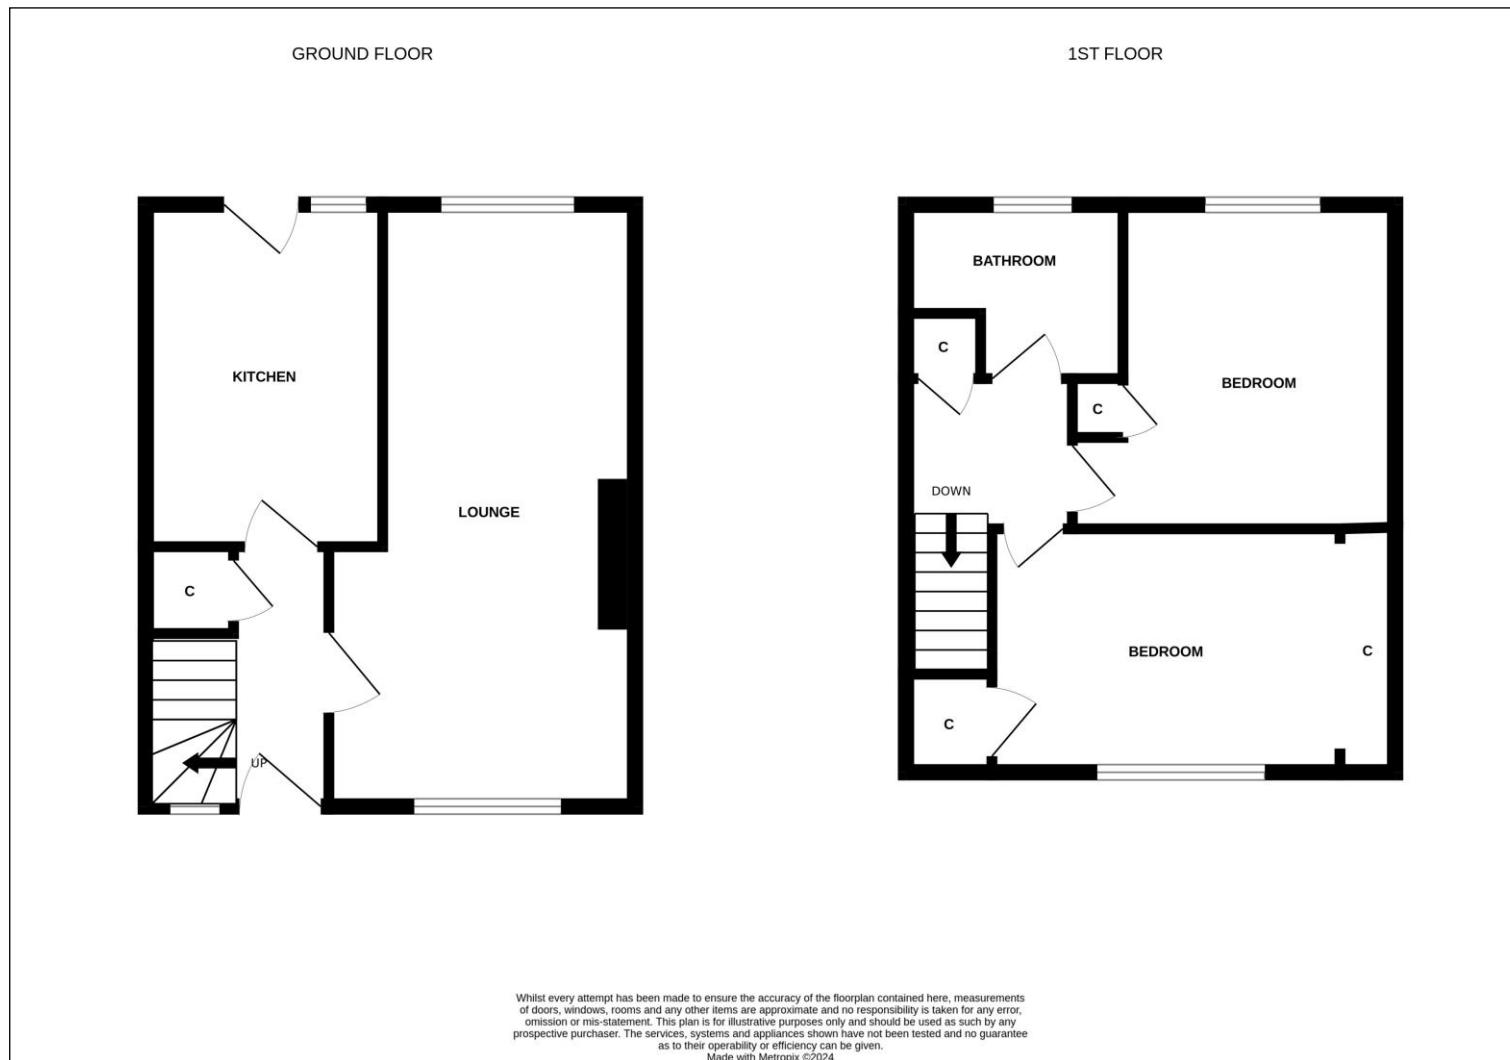 GROUND FLOOR
1ST FLOOR
KITCHEN
LOUNGE
C
UP
BATHROOM
C
C
BEDROOM
DOWN
BEDROOM
C
C
Whilst every attempt has been made to ensure the accuracy of the floorplan contained here, measurements
of doors, windows, rooms and any other items are approximate and no responsibility is taken for any error,
omission or mis-statement. This plan is for illustrative purposes only and should be used as such by any
prospective purchaser. The services, systems and appliances shown have not been tested and no guarantee
as to their operability or efficiency can be given.
Made with Metropix ©2024